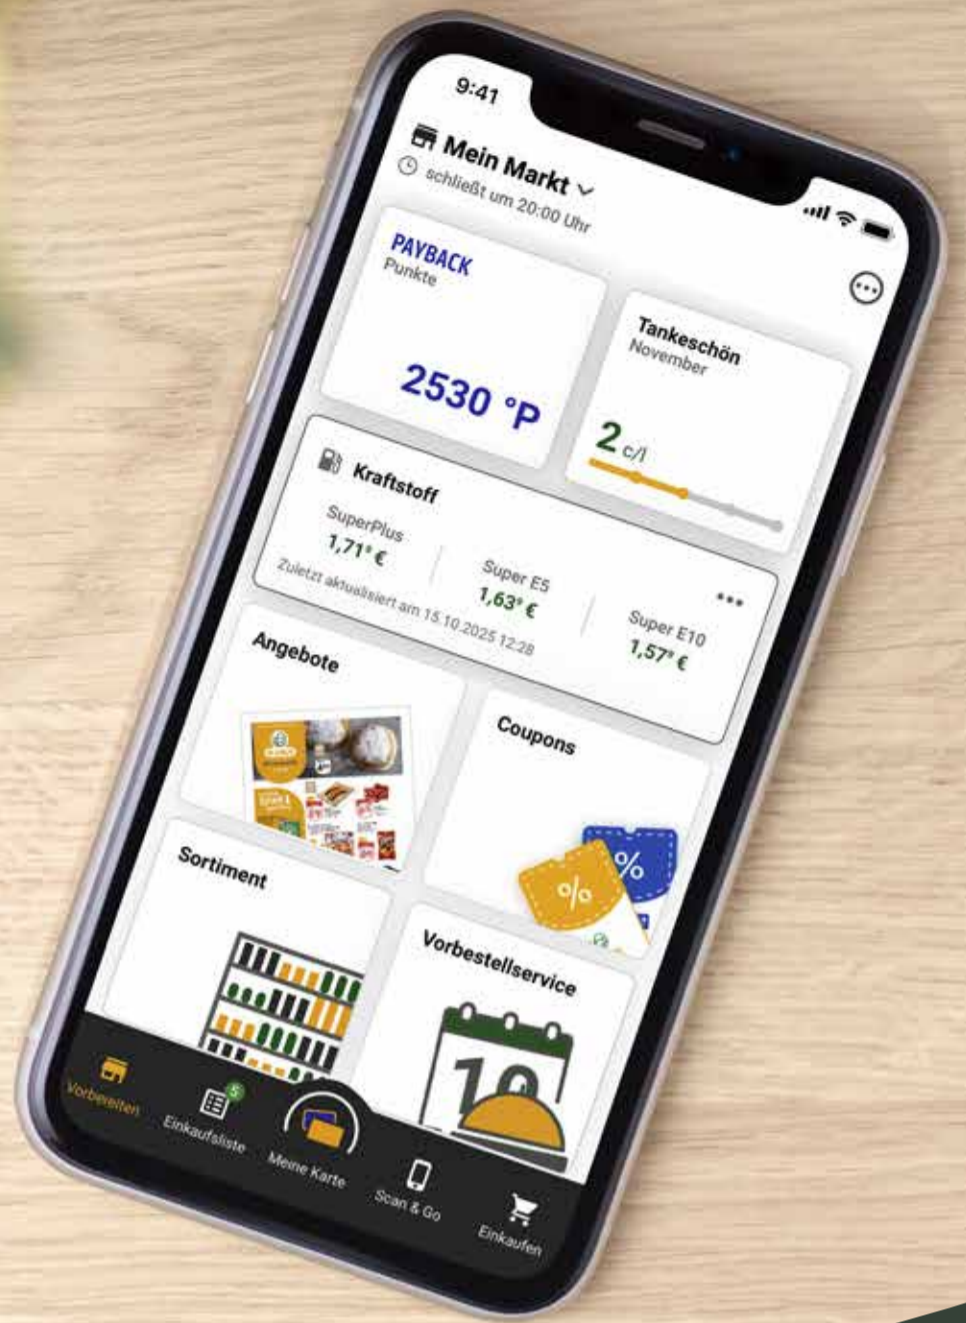 9:41
Mein Markt
schließt um 20:00 Uhr
PAYBACK
Punkte
2530 °P
Tankeschön
November
2 c/l
Kraftstoff
SuperPlus
1,71⁹ €
Super E5
1,63⁹ €
Super E10
1,57⁹ €
Zuletzt aktualisiert am 15.10.2025 12:28
Angebote
Coupons
%
%
Sortiment
Vorbestellservice
Vorbereiten
5
Einkaufsliste
Meine Karte
Scan & Go
Einkaufen